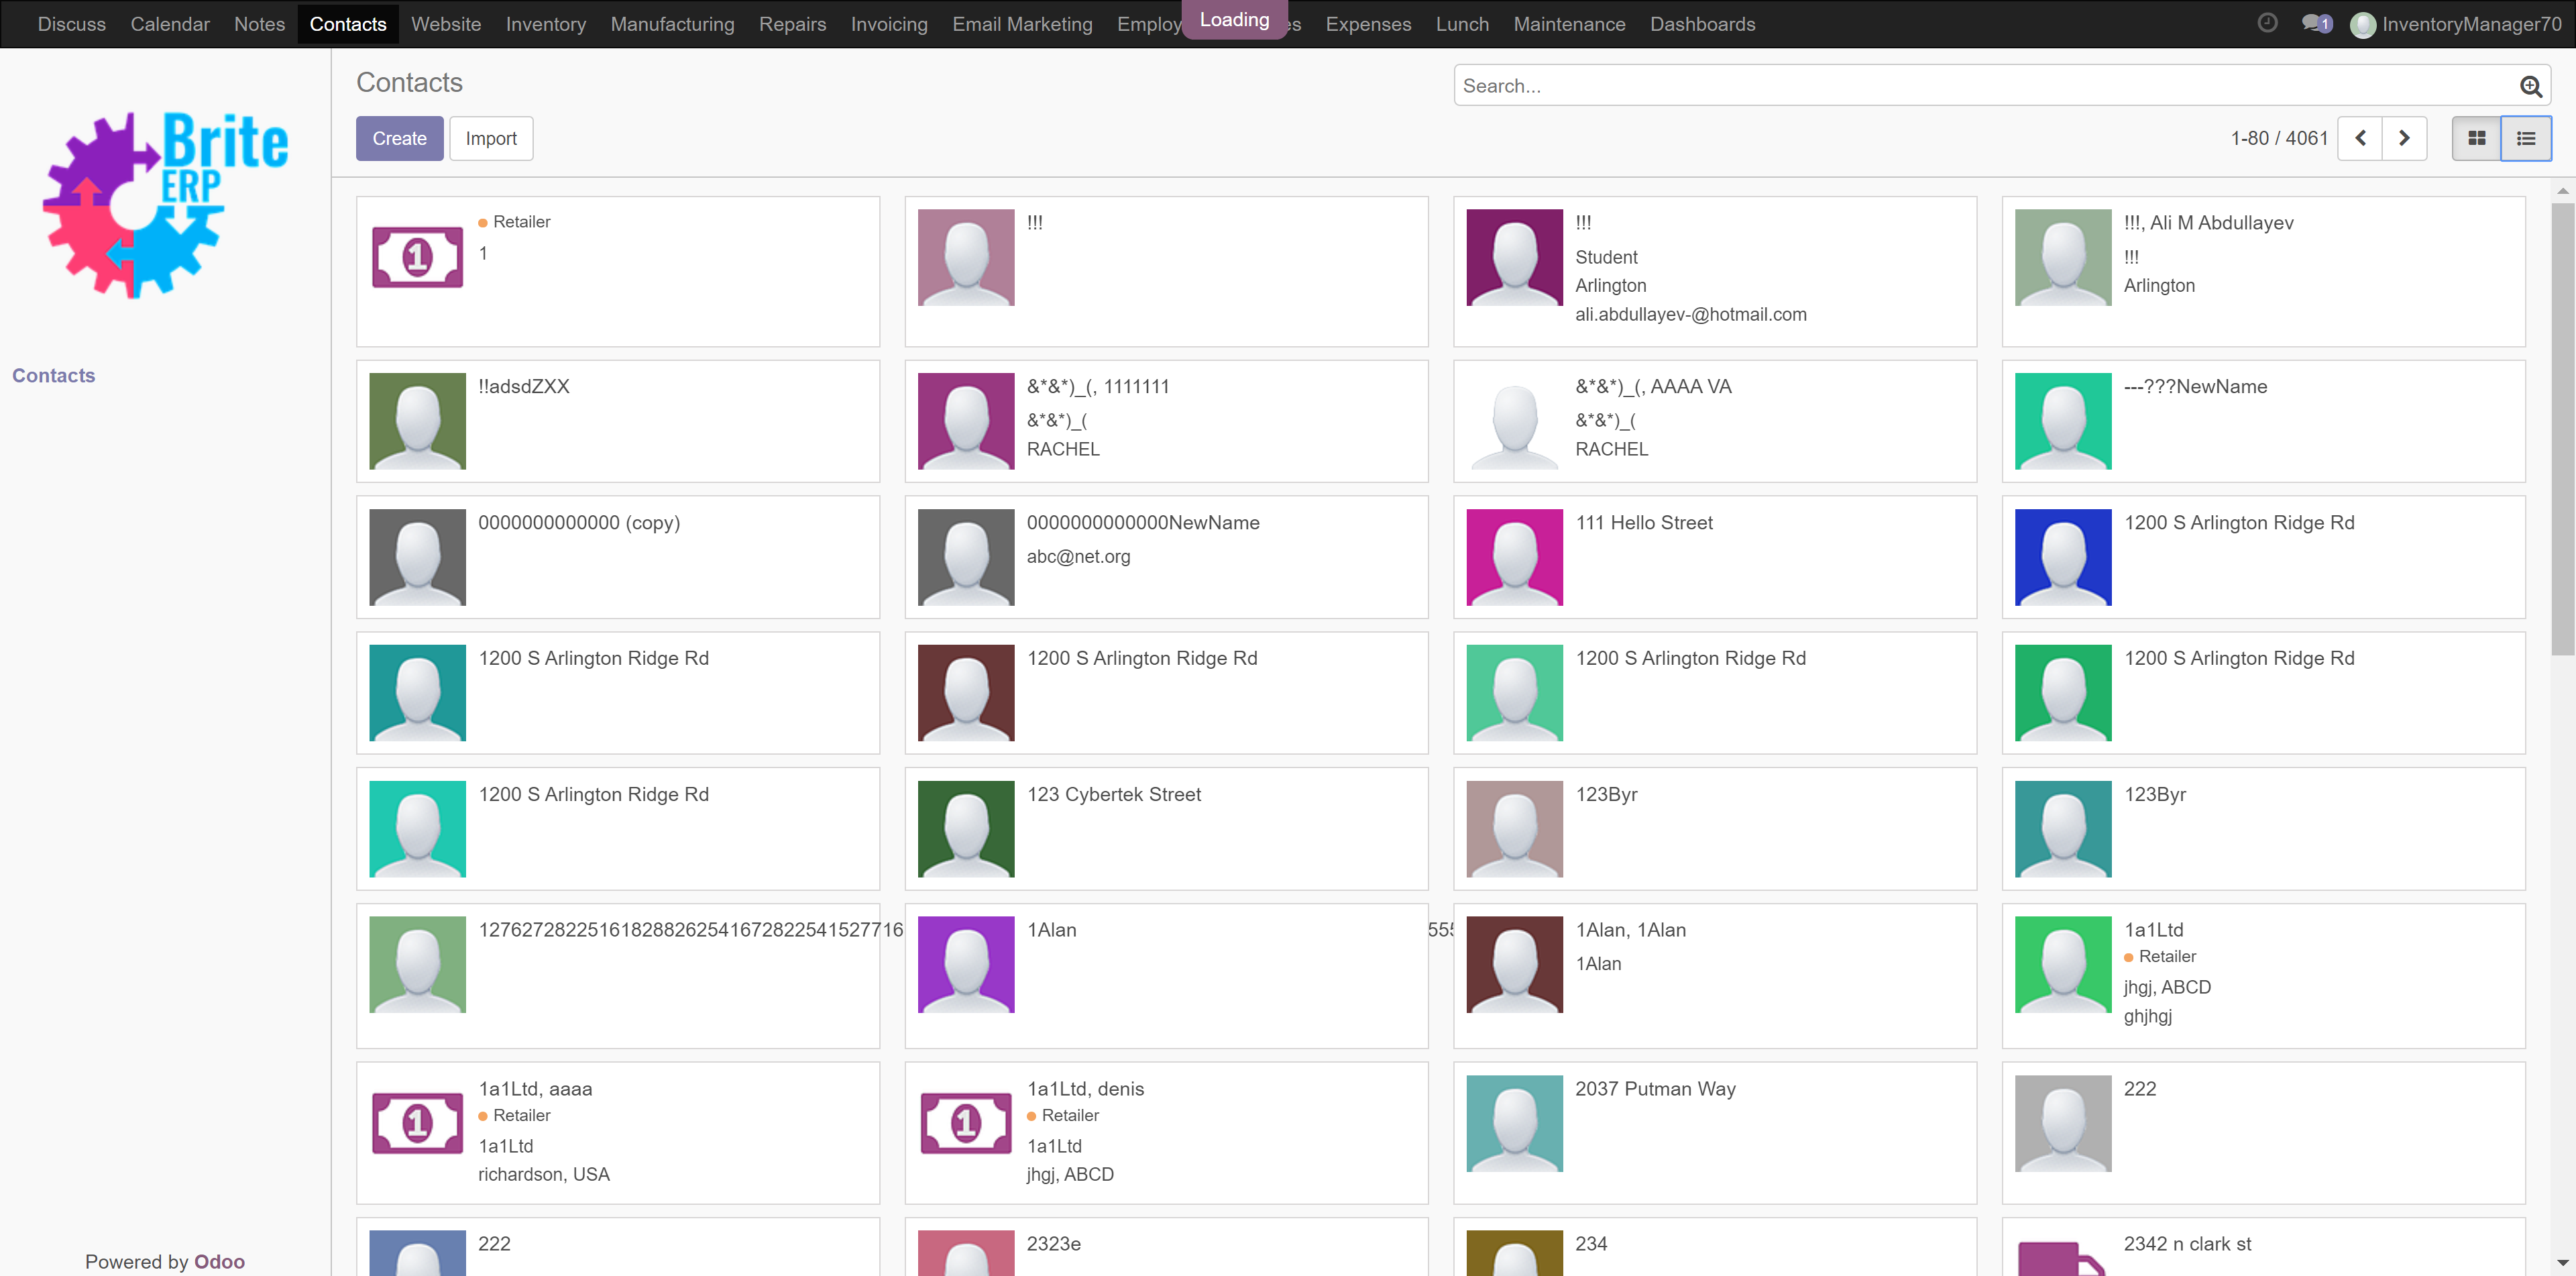 Discuss Calendar Notes Contacts Website Inventory Manufacturing Repairs Invoicing Email Marketing Employ Loading es Expenses Lunch Maintenance Dashboards 1 InventoryManager70
Brite
ERP
Contacts
Powered by Odoo
Contacts
Search...
Create Import
1-80 / 4061
Retailer
1
!!!
!!!
Student
Arlington
ali.abdullayev-@hotmail.com
!!!, Ali M Abdullayev
!!!
Arlington
!!adsdZXX
&*&*)_(, 1111111
&*&*)_(
RACHEL
&*&*)_(, AAAA VA
&*&*)_(
RACHEL
---???NewName
0000000000000 (copy)
0000000000000NewName
abc@net.org
111 Hello Street
1200 S Arlington Ridge Rd
1200 S Arlington Ridge Rd
1200 S Arlington Ridge Rd
1200 S Arlington Ridge Rd
1200 S Arlington Ridge Rd
1200 S Arlington Ridge Rd
123 Cybertek Street
123Byr
123Byr
127627282251618288262541672822541527716
1Alan
555
1Alan, 1Alan
1Alan
1a1Ltd
Retailer
jhgj, ABCD
ghjhgj
1a1Ltd, aaaa
Retailer
1a1Ltd
richardson, USA
1a1Ltd, denis
Retailer
1a1Ltd
jhgj, ABCD
2037 Putman Way
222
222
2323e
234
2342 n clark st